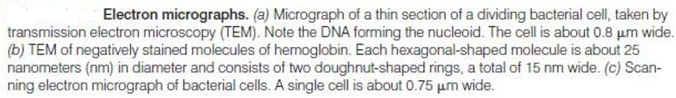 Electron micrographs. (a) Micrograph of a thin section of a dividing bacterial cell, taken by
transmission electron microscopy (TEM). Note the DNA forming the nucleoid. The cell is about 0.8 μm wide.
(b) TEM of negatively stained molecules of hemoglobin. Each hexagonal-shaped molecule is about 25
nanometers (nm) in diameter and consists of two doughnut-shaped rings, a total of 15 nm wide. (c) Scan-
ning electron micrograph of bacterial cells. A single cell is about 0.75 μm wide.